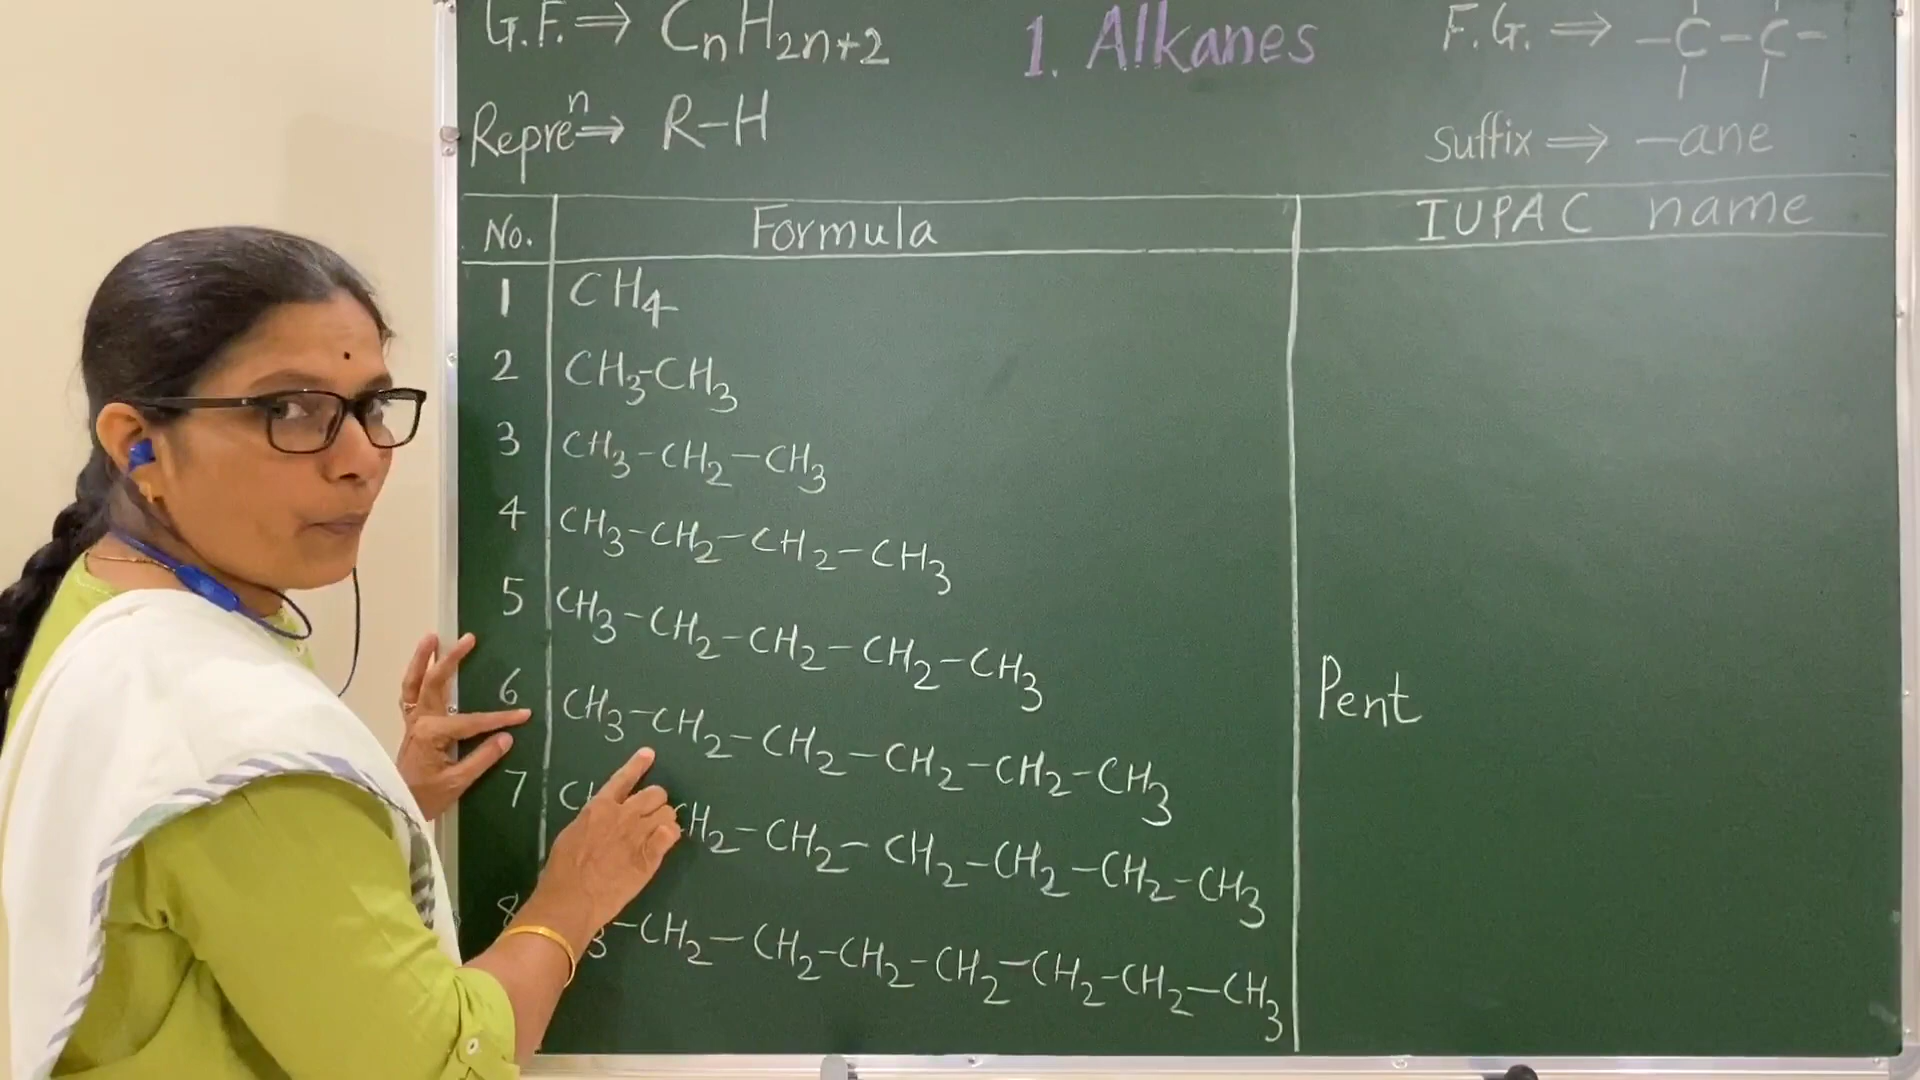 G.F. ⇒ CnH2n+2 1. Alkanes F.G. ⇒ –C–C–
Repreⁿ ⇒ R–H Suffix ⇒ –ane
No. Formula IUPAC name
1 CH4
2 CH3-CH3
3 CH3-CH2-CH3
4 CH3-CH2-CH2-CH3
5 CH3-CH2-CH2-CH2-CH3 Pent
6 CH3-CH2-CH2-CH2-CH2-CH3
7 CH2-CH2-CH2-CH2-CH2-CH3
8 3-CH2-CH2-CH2-CH2-CH2-CH2-CH3